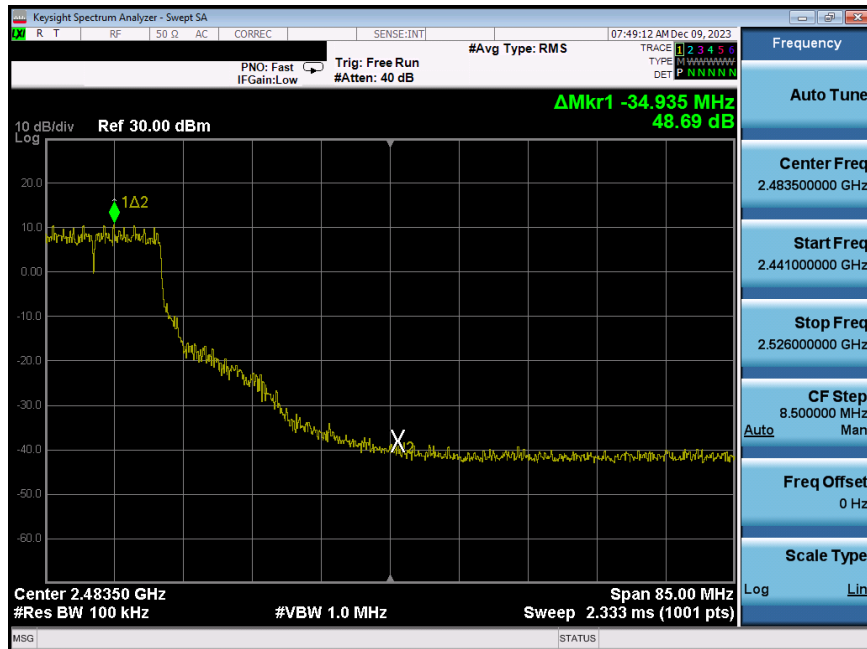 Keysight Spectrum Analyzer - Swept SA
LXI R T RF 50 Ω AC CORREC SENSE:INT 07:49:12 AM Dec 09, 2023
#Avg Type: RMS
TRACE 1 2 3 4 5 6
TYPE M WWWWW
DET P N N N N N
PNO: Fast
IFGain:Low
Trig: Free Run
#Atten: 40 dB
ΔMkr1 -34.935 MHz
48.69 dB
10 dB/div
Log
Ref 30.00 dBm
20.0
10.0
0.00
-10.0
-20.0
-30.0
-40.0
-50.0
-60.0
1Δ2
X2
Center 2.48350 GHz
Span 85.00 MHz
#Res BW 100 kHz
#VBW 1.0 MHz
Sweep 2.333 ms (1001 pts)
MSG
STATUS
Frequency
Auto Tune
Center Freq
2.483500000 GHz
Start Freq
2.441000000 GHz
Stop Freq
2.526000000 GHz
CF Step
8.500000 MHz
Auto Man
Freq Offset
0 Hz
Scale Type
Log Lin